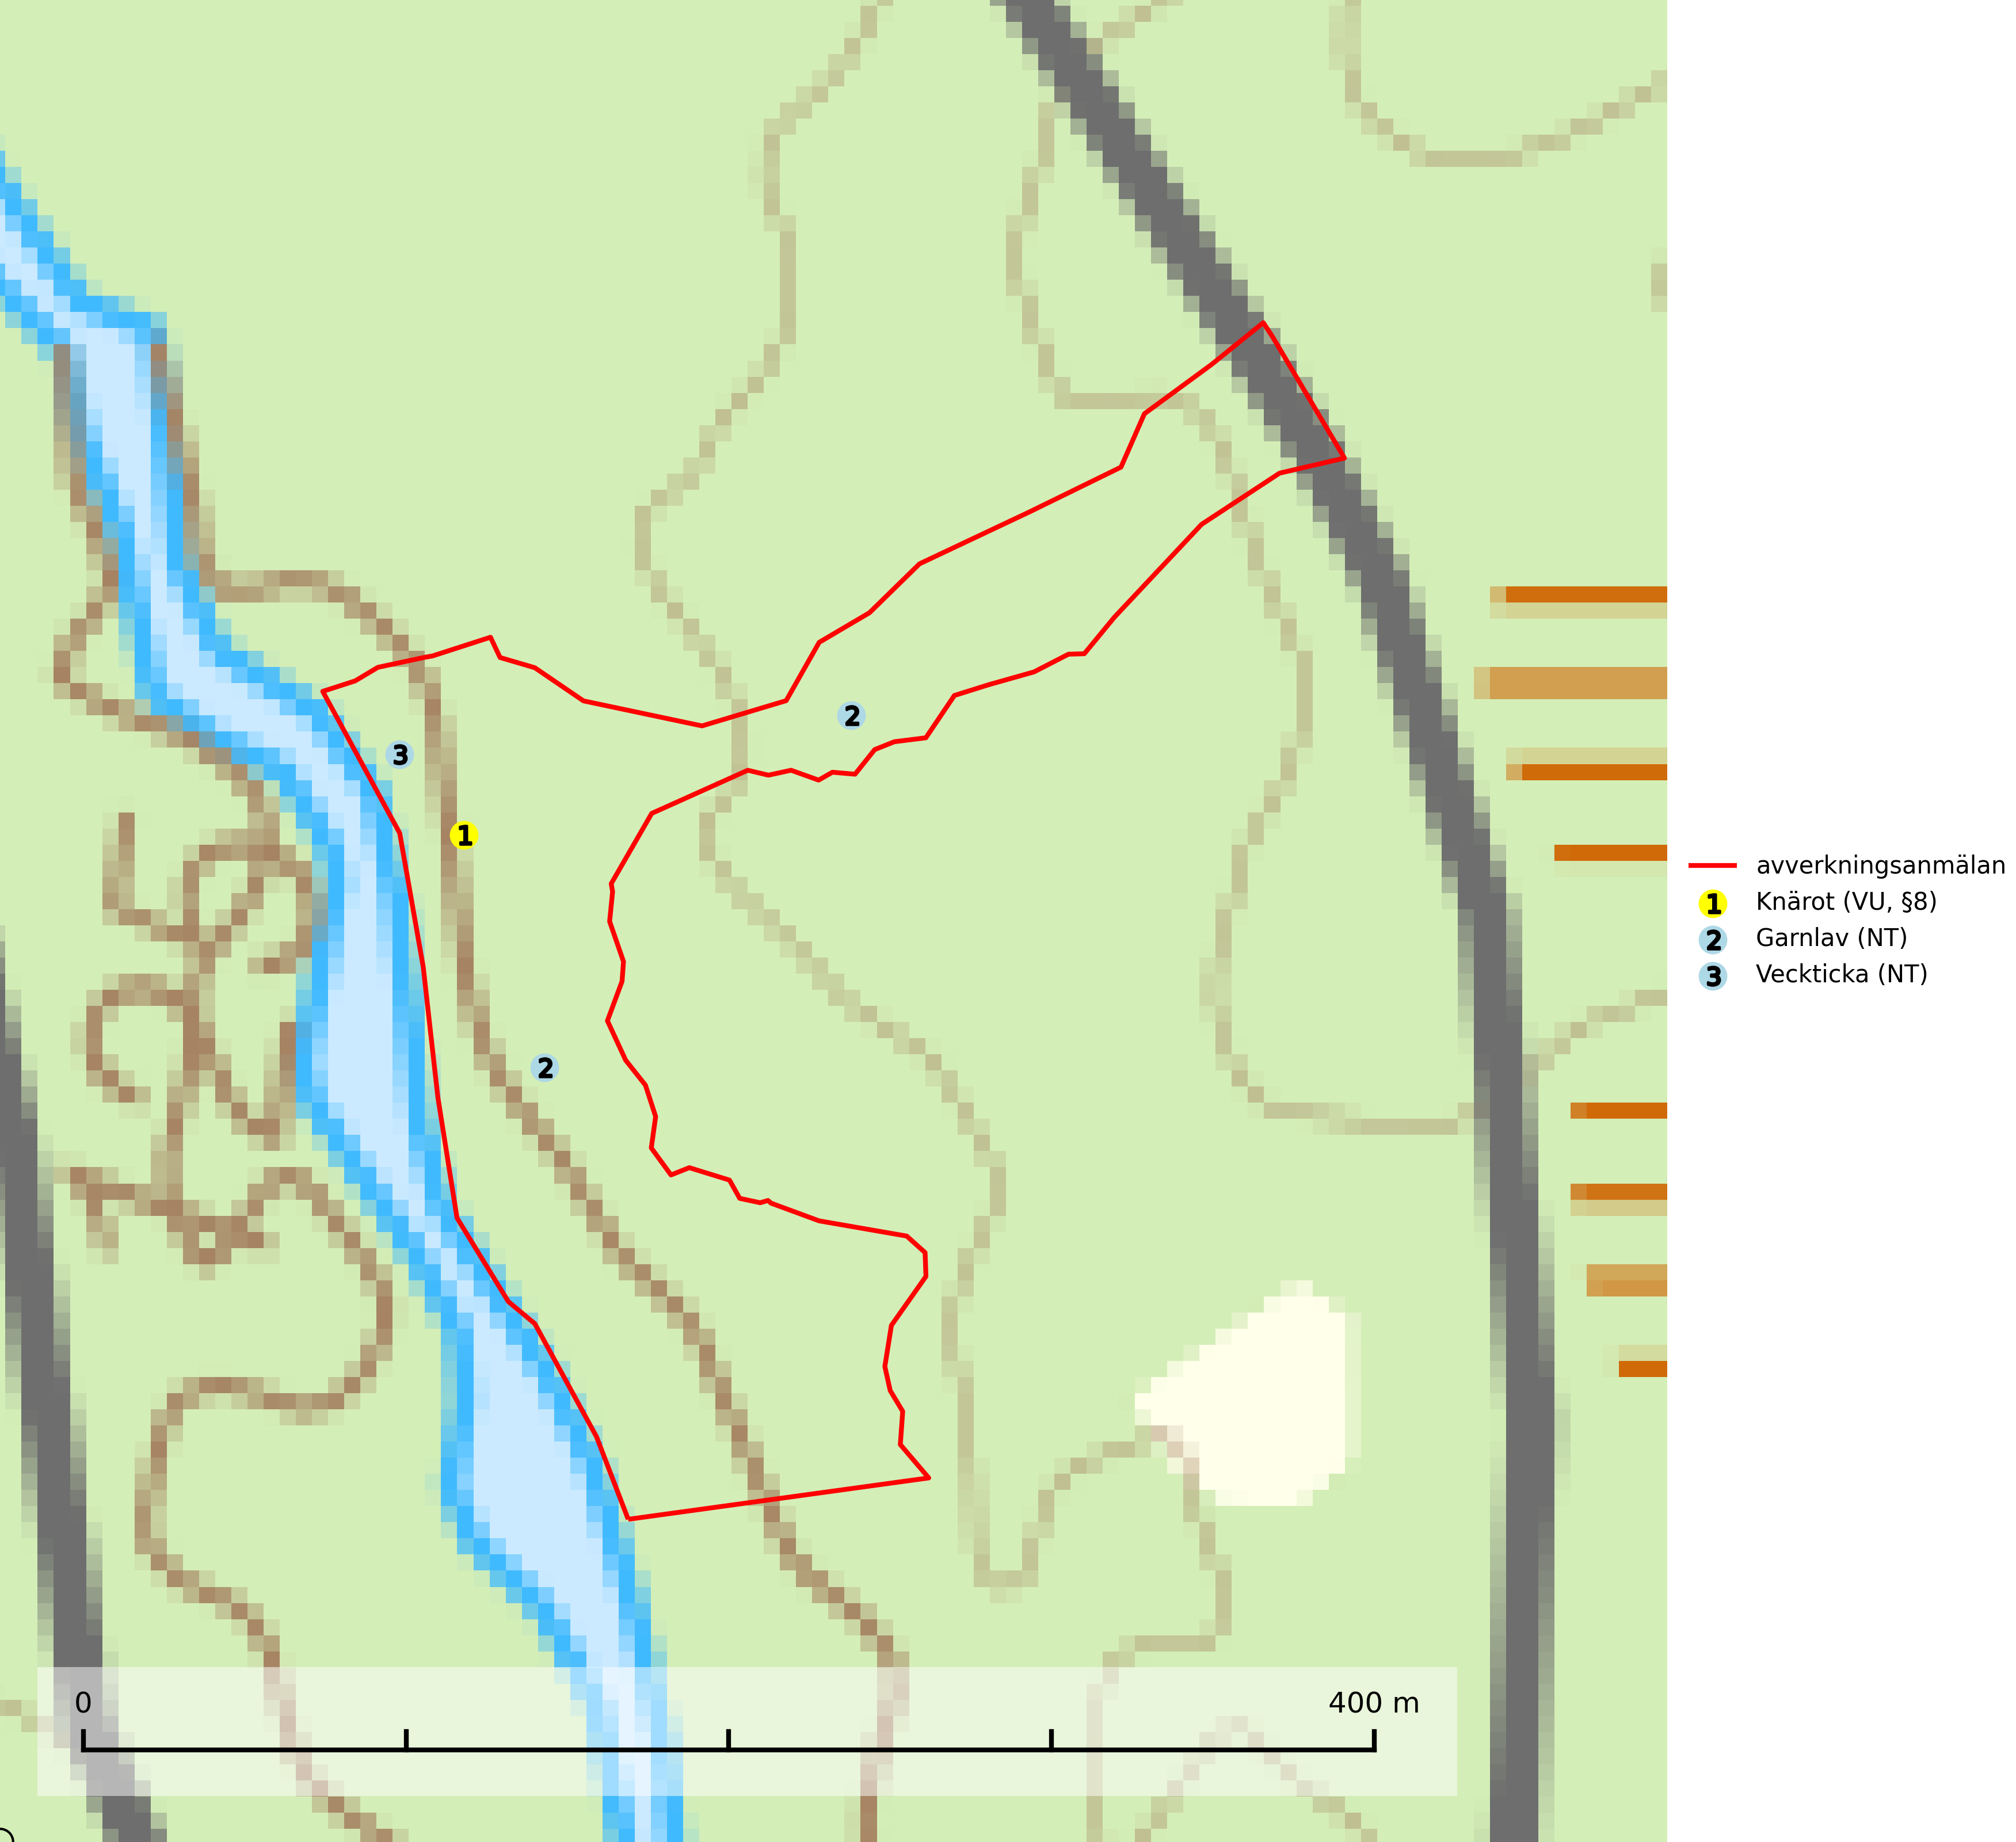 3
2
1
2
avverkningsanmälan
1 Knärot (VU, §8)
2 Garnlav (NT)
3 Veckticka (NT)
0 400 m